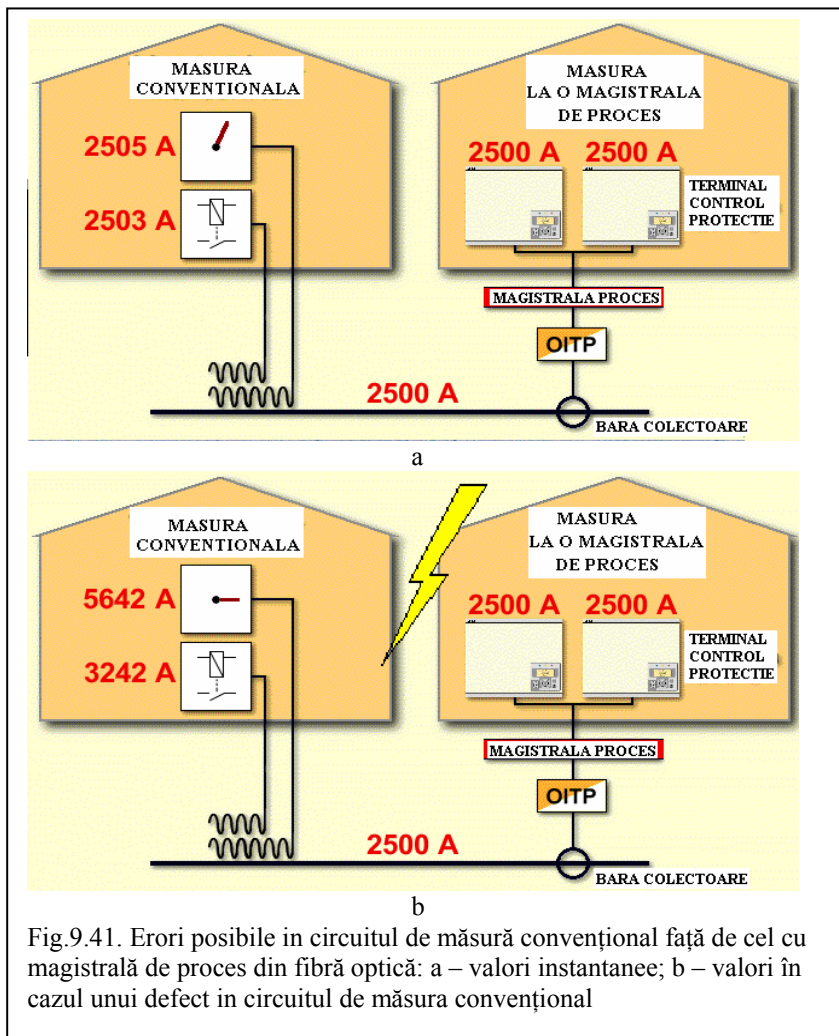 MASURA
CONVENTIONALA
2505 A
2503 A
MASURA
LA O MAGISTRALA
DE PROCES
2500 A 2500 A
TERMINAL
CONTROL
PROTECTIE
MAGISTRALA PROCES
OITP
2500 A
BARA COLECTOARE
a
MASURA
CONVENTIONALA
5642 A
3242 A
MASURA
LA O MAGISTRALA
DE PROCES
2500 A 2500 A
TERMINAL
CONTROL
PROTECTIE
MAGISTRALA PROCES
OITP
2500 A
BARA COLECTOARE
b
Fig.9.41. Erori posibile in circuitul de măsură convențional față de cel cu
magistrală de proces din fibră optică: a – valori instantanee; b – valori în
cazul unui defect in circuitul de măsura convențional